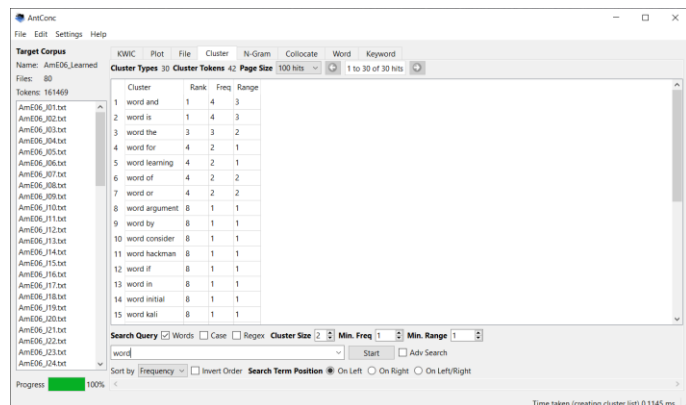 AntConc
File Edit Settings Help
Target Corpus
Name: AmE06_Learned
Files: 80
Tokens: 161469
AmE06_J01.txt
AmE06_J02.txt
AmE06_J03.txt
AmE06_J04.txt
AmE06_J05.txt
AmE06_J06.txt
AmE06_J07.txt
AmE06_J08.txt
AmE06_J09.txt
AmE06_J10.txt
AmE06_J11.txt
AmE06_J12.txt
AmE06_J13.txt
AmE06_J14.txt
AmE06_J15.txt
AmE06_J16.txt
AmE06_J17.txt
AmE06_J18.txt
AmE06_J19.txt
AmE06_J20.txt
AmE06_J21.txt
AmE06_J22.txt
AmE06_J23.txt
AmE06_J24.txt
Progress 100%
KWIC Plot File Cluster N-Gram Collocate Word Keyword
Cluster Types 30 Cluster Tokens 42 Page Size 100 hits 1 to 30 of 30 hits
Cluster Rank Freq Range
1 word and 1 4 3
2 word is 1 4 3
3 word the 3 3 2
4 word for 4 2 1
5 word learning 4 2 1
6 word of 4 2 2
7 word or 4 2 2
8 word argument 8 1 1
9 word by 8 1 1
10 word consider 8 1 1
11 word hackman 8 1 1
12 word if 8 1 1
13 word in 8 1 1
14 word initial 8 1 1
15 word kali 8 1 1
Search Query Words Case Regex Cluster Size 2 Min. Freq 1 Min. Range 1
word Start Adv Search
Sort by Frequency Invert Order Search Term Position On Left On Right On Left/Right
Time taken (creating cluster list) 0.1145 ms